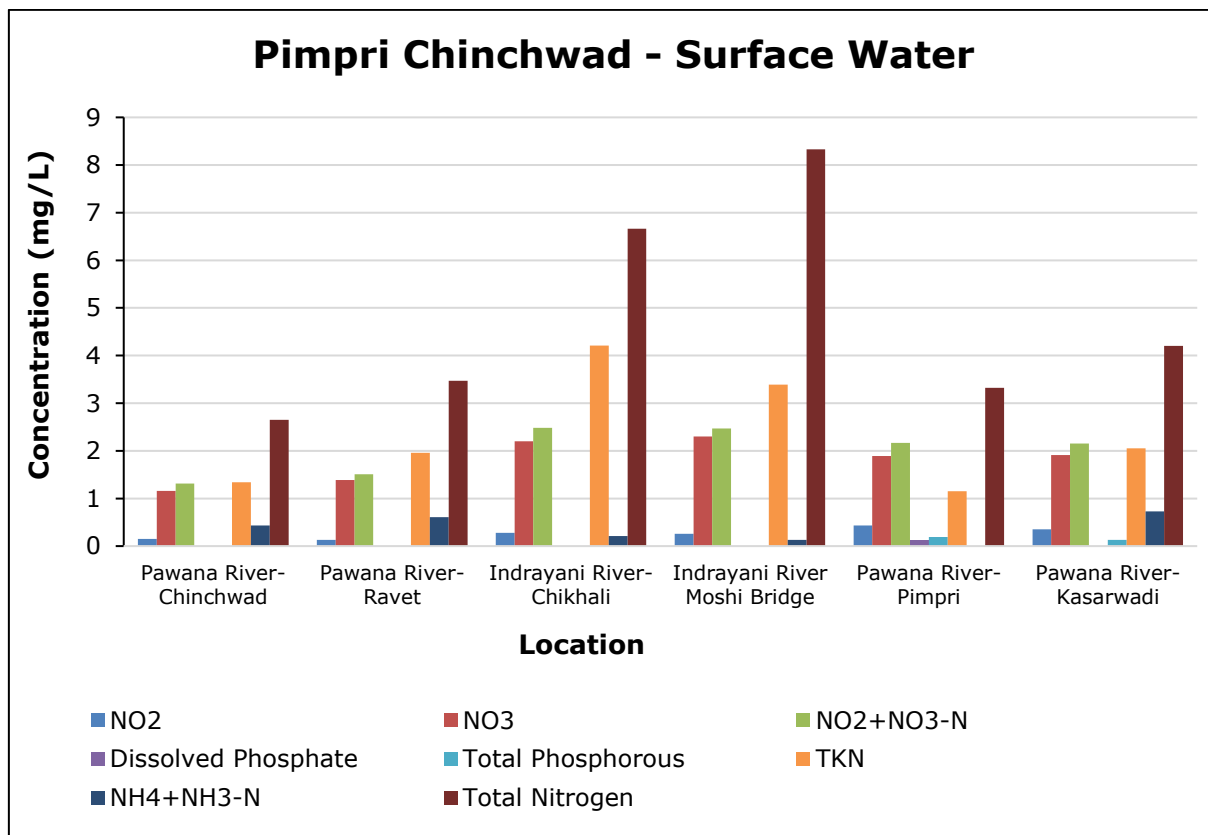 Pimpri Chinchwad - Surface Water
Concentration (mg/L)
9
8
7
6
5
4
3
2
1
0
Pawana River-
Chinchwad
Pawana River-
Ravet
Indrayani River-
Chikhali
Indrayani River
Moshi Bridge
Pawana River-
Pimpri
Pawana River-
Kasarwadi
Location
NO2
NO3
NO2+NO3-N
Dissolved Phosphate
Total Phosphorous
TKN
NH4+NH3-N
Total Nitrogen